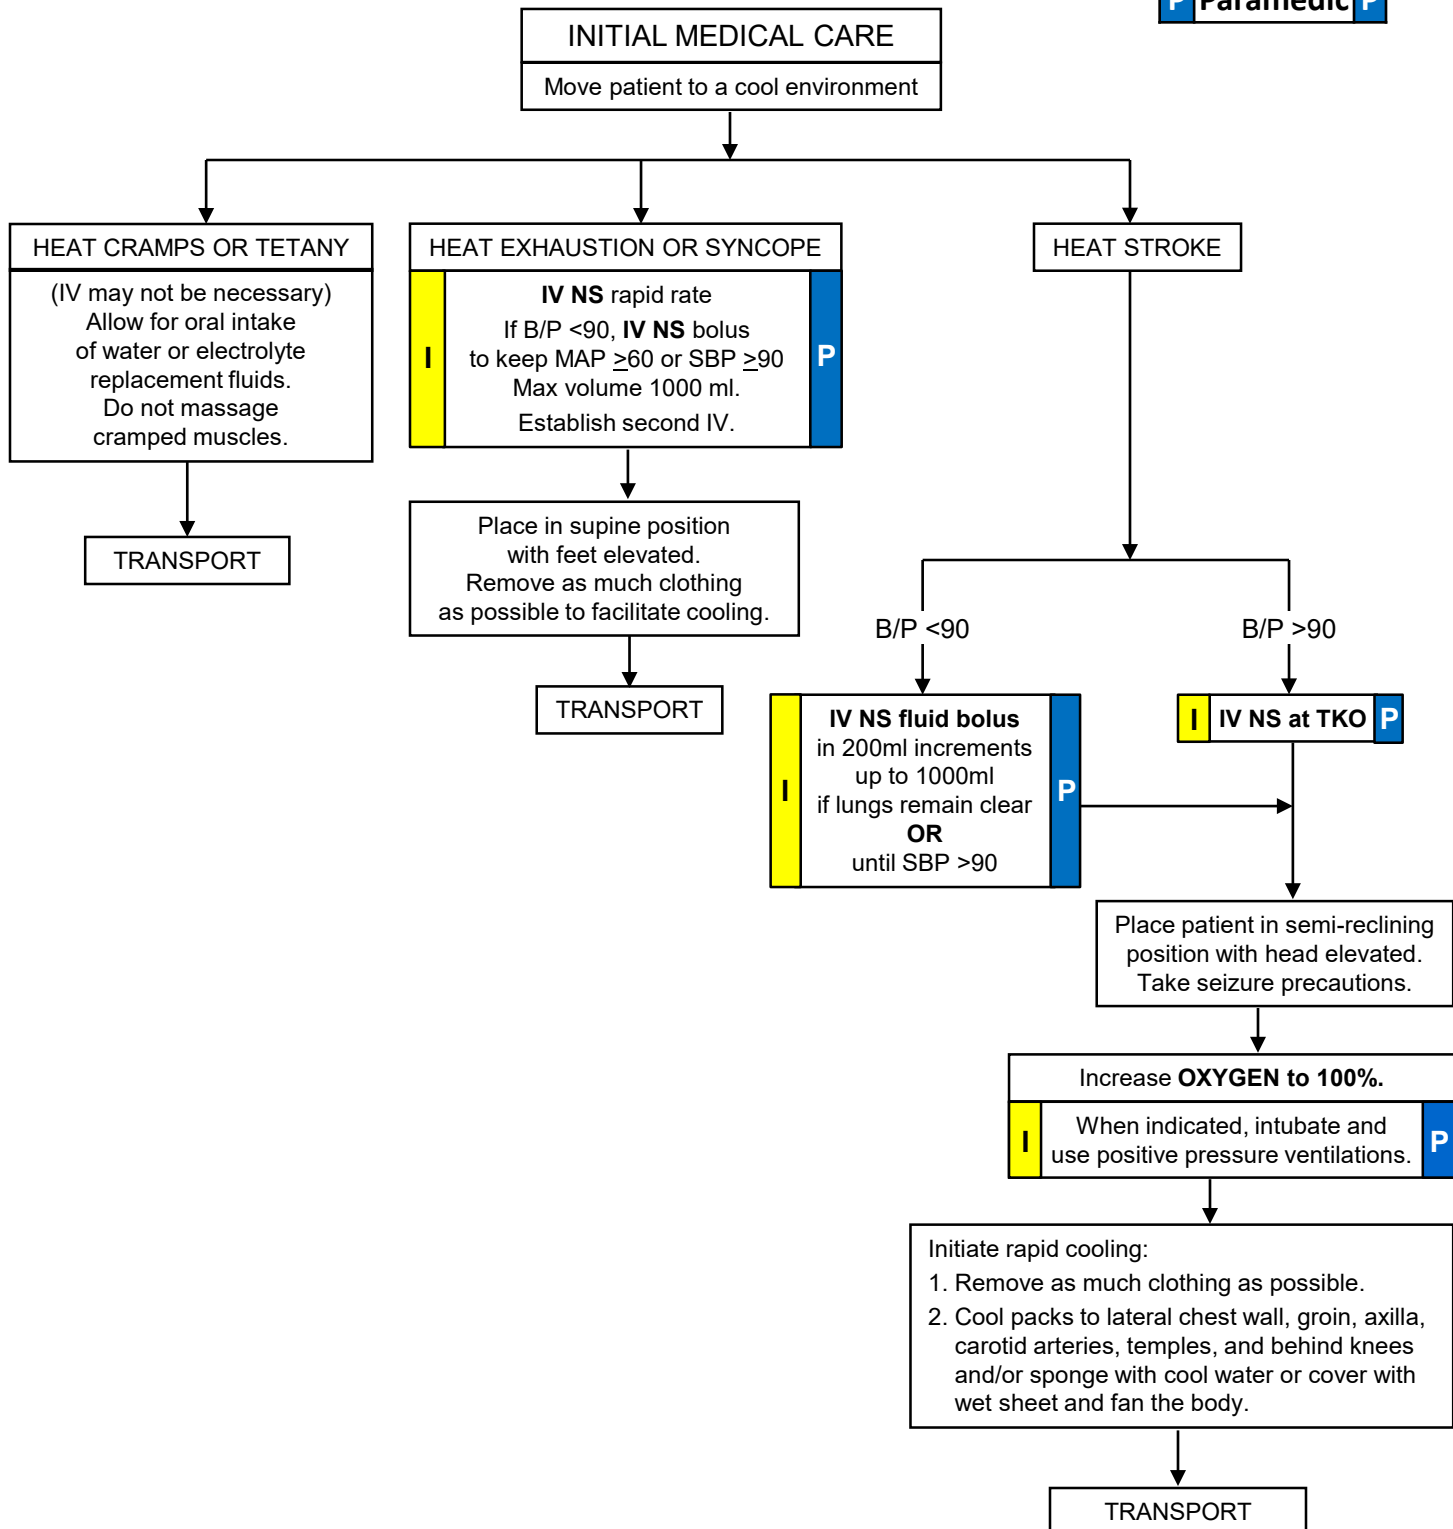 P Paramedic P
INITIAL MEDICAL CARE
Move patient to a cool environment
HEAT CRAMPS OR TETANY
(IV may not be necessary)
Allow for oral intake
of water or electrolyte
replacement fluids.
Do not massage
cramped muscles.
TRANSPORT
HEAT EXHAUSTION OR SYNCOPE
I
IV NS rapid rate
If B/P <90, IV NS bolus
to keep MAP ≥60 or SBP ≥90
Max volume 1000 ml.
Establish second IV.
P
Place in supine position
with feet elevated.
Remove as much clothing
as possible to facilitate cooling.
TRANSPORT
HEAT STROKE
B/P <90
I
IV NS fluid bolus
in 200ml increments
up to 1000ml
if lungs remain clear
OR
until SBP >90
P
B/P >90
I IV NS at TKO P
Place patient in semi-reclining
position with head elevated.
Take seizure precautions.
Increase OXYGEN to 100%.
I
When indicated, intubate and
use positive pressure ventilations.
P
Initiate rapid cooling:
1. Remove as much clothing as possible.
2. Cool packs to lateral chest wall, groin, axilla,
carotid arteries, temples, and behind knees
and/or sponge with cool water or cover with
wet sheet and fan the body.
TRANSPORT